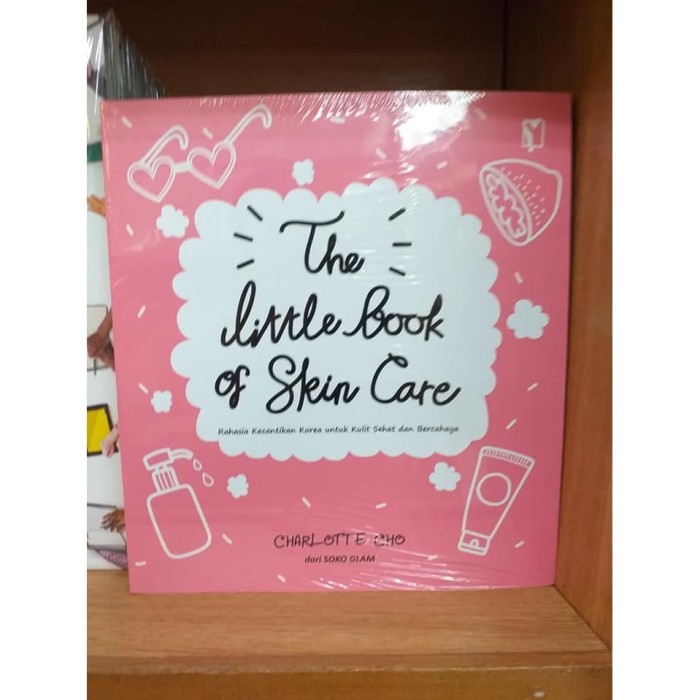 The
little book
of Skin Care
Rahasia Kecantikan Korea untuk Kulit Sehat dan Bercahaya
CHARLOTTE CHO
dari SOKO GLAM